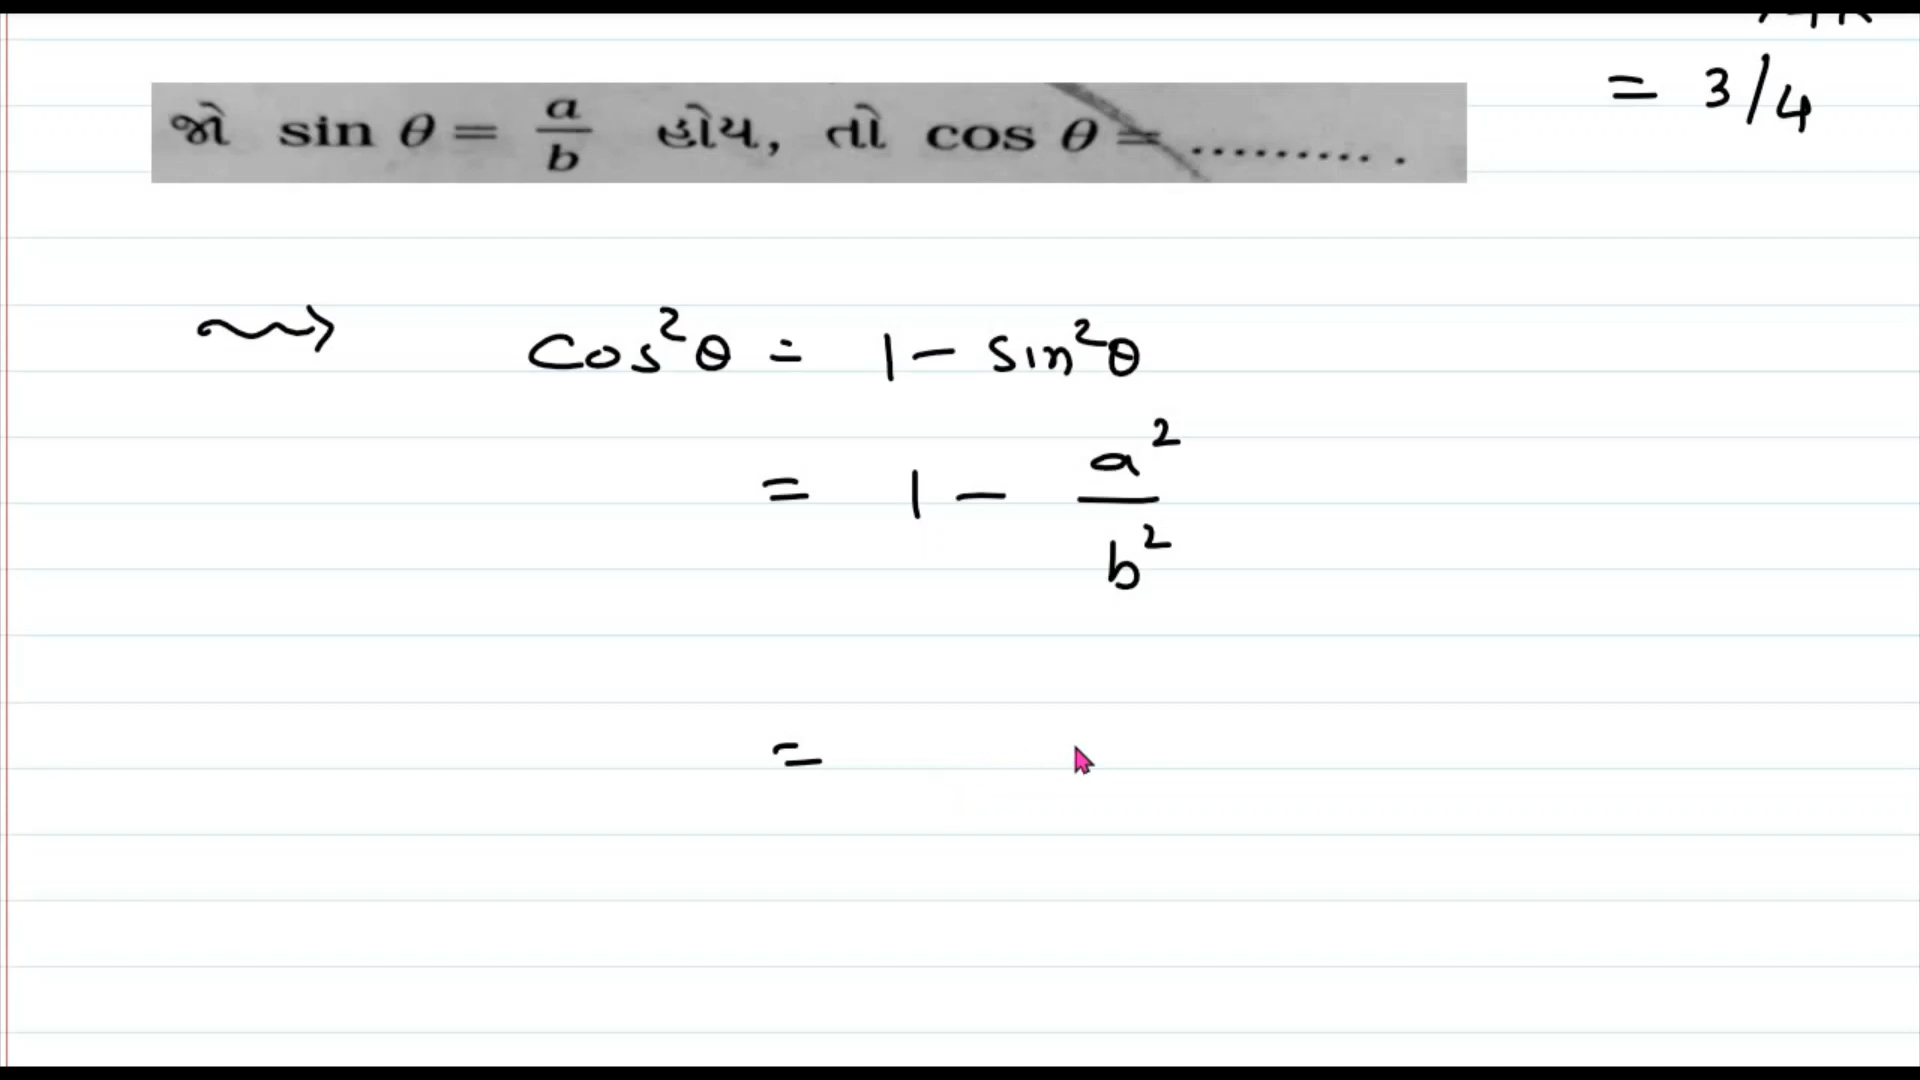 = 3/4
જો sin θ = a/b હોય, તો cos θ = .......... .
cos²θ = 1 - sin²θ
= 1 - a²/b²
=